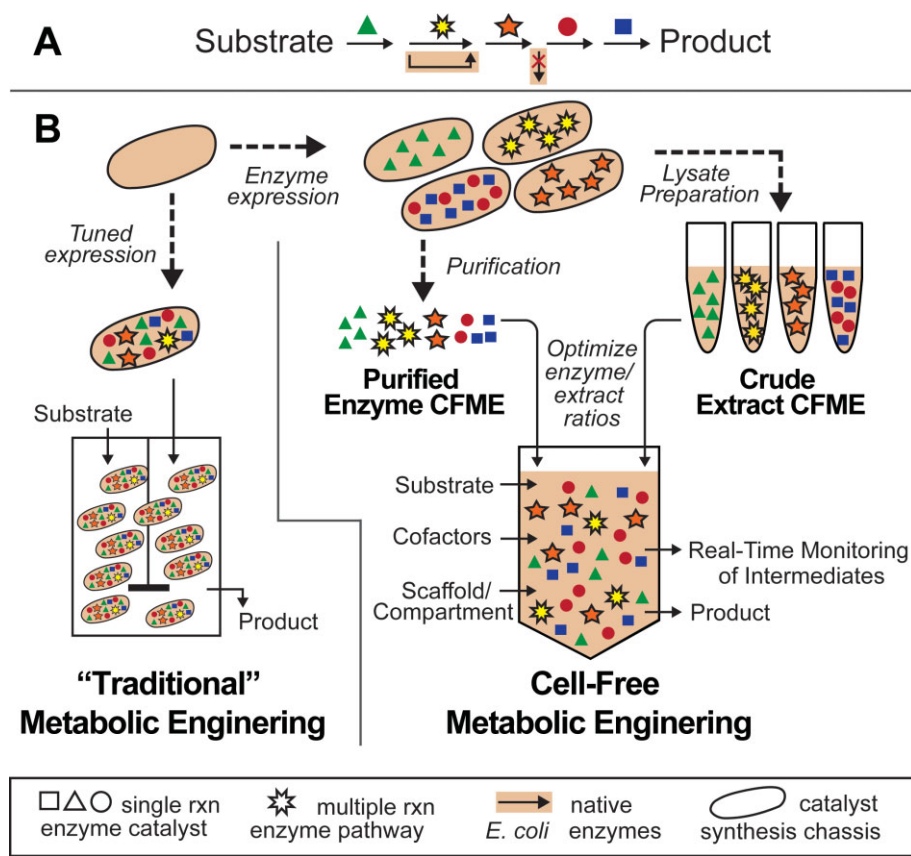 A
Substrate
Product
B
Enzyme
expression
Lysate
Preparation
Tuned
expression
Purification
Purified
Enzyme CFME
Optimize
enzyme/
extract
ratios
Crude
Extract CFME
Substrate
Substrate
Cofactors
Scaffold/
Compartment
Real-Time Monitoring
of Intermediates
Product
Product
“Traditional”
Metabolic Enginering
Cell-Free
Metabolic Enginering
single rxn
enzyme catalyst
multiple rxn
enzyme pathway
native
E. coli enzymes
catalyst
synthesis chassis